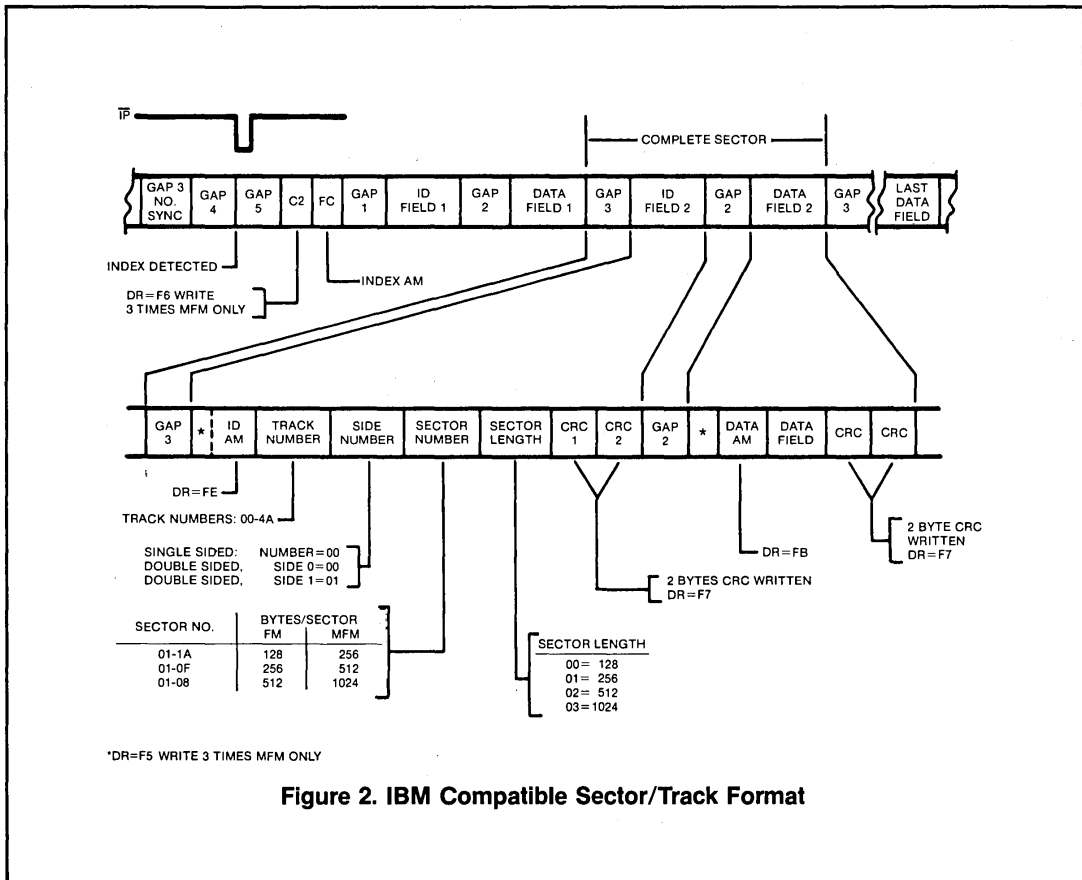 IP
COMPLETE SECTOR
GAP 3 NO. SYNC
GAP 4
GAP 5
C2
FC
GAP 1
ID FIELD 1
GAP 2
DATA FIELD 1
GAP 3
ID FIELD 2
GAP 2
DATA FIELD 2
GAP 3
LAST DATA FIELD
INDEX DETECTED
INDEX AM
DR=F6 WRITE
3 TIMES MFM ONLY
GAP 3
*
ID AM
TRACK NUMBER
SIDE NUMBER
SECTOR NUMBER
SECTOR LENGTH
CRC 1
CRC 2
GAP 2
*
DATA AM
DATA FIELD
CRC
CRC
DR=FE
TRACK NUMBERS: 00-4A
SINGLE SIDED: NUMBER=00
DOUBLE SIDED, SIDE 0=00
DOUBLE SIDED, SIDE 1=01
2 BYTES CRC WRITTEN
DR=F7
DR=FB
2 BYTE CRC
WRITTEN
DR=F7
SECTOR NO. BYTES/SECTOR
FM MFM
01-1A 128 256
01-0F 256 512
01-08 512 1024
SECTOR LENGTH
00= 128
01= 256
02= 512
03=1024
*DR=F5 WRITE 3 TIMES MFM ONLY
Figure 2. IBM Compatible Sector/Track Format